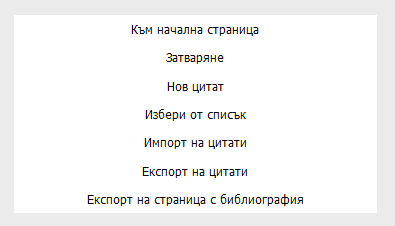 Към начална страница
Затваряне
Нов цитат
Избери от списък
Импорт на цитати
Експорт на цитати
Експорт на страница с библиография